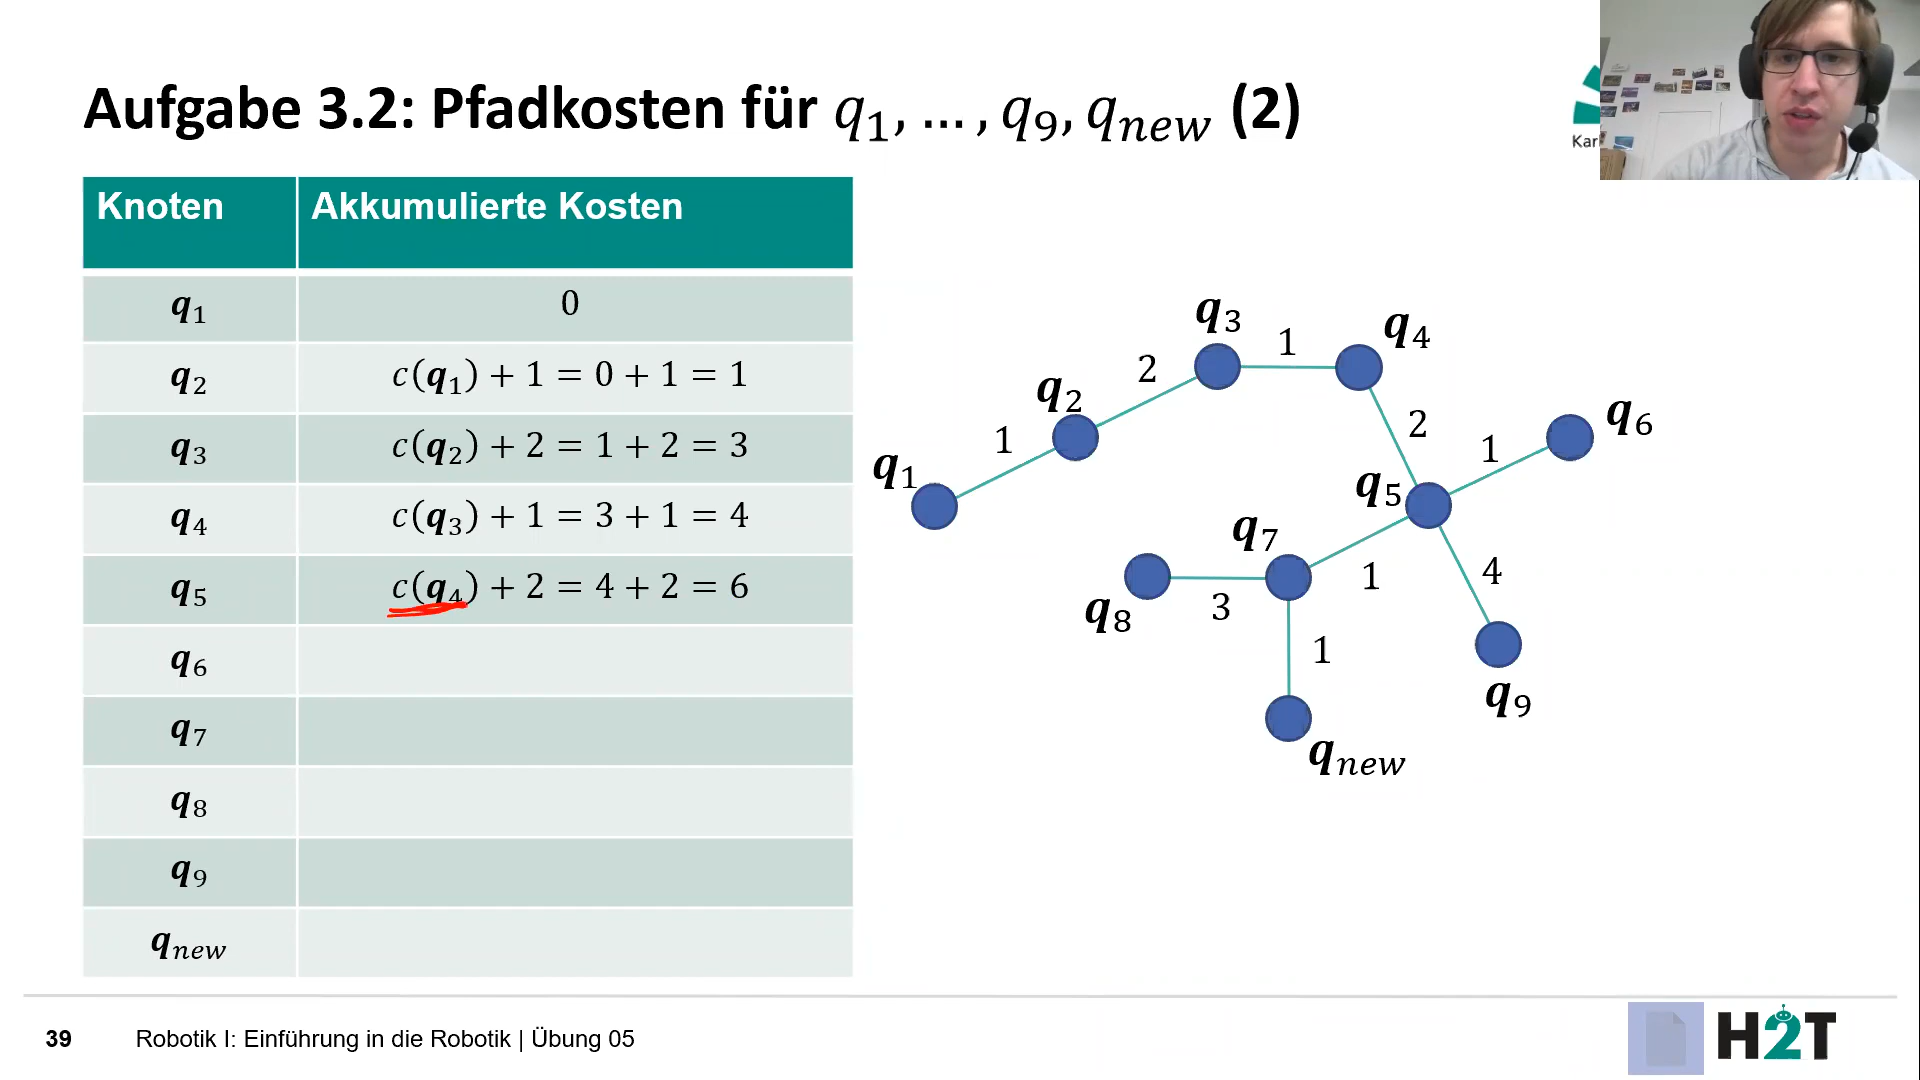 Aufgabe 3.2: Pfadkosten für q₁, … , q₉, qₙₑw (2)
Kar
Knoten Akkumulierte Kosten
q₁ 0
q₂ c(q₁) + 1 = 0 + 1 = 1
q₃ c(q₂) + 2 = 1 + 2 = 3
q₄ c(q₃) + 1 = 3 + 1 = 4
q₅ c(q₄) + 2 = 4 + 2 = 6
q₆
q₇
q₈
q₉
qₙₑw
q₃
1
q₄
2
q₂
q₆
2
1
1
q₁
q₅
q₇
4
1
3
q₈
1
q₉
qₙₑw
39 Robotik I: Einführung in die Robotik | Übung 05
H2T